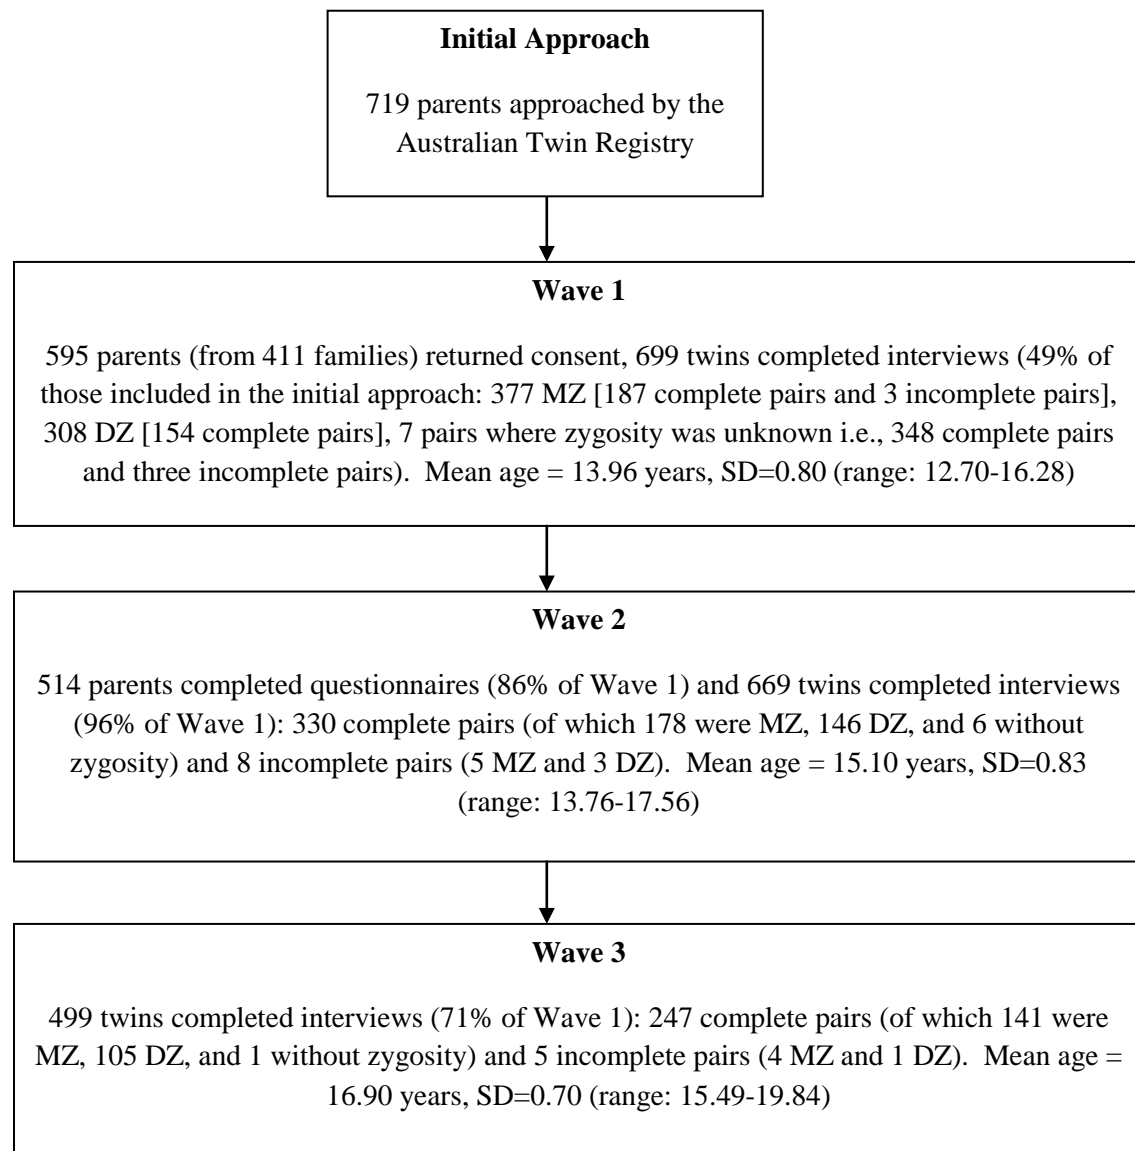 Initial Approach
719 parents approached by the
Australian Twin Registry
Wave 1
595 parents (from 411 families) returned consent, 699 twins completed interviews (49% of
those included in the initial approach: 377 MZ [187 complete pairs and 3 incomplete pairs],
308 DZ [154 complete pairs], 7 pairs where zygosity was unknown i.e., 348 complete pairs
and three incomplete pairs).  Mean age = 13.96 years, SD=0.80 (range: 12.70-16.28)
Wave 2
514 parents completed questionnaires (86% of Wave 1) and 669 twins completed interviews
(96% of Wave 1): 330 complete pairs (of which 178 were MZ, 146 DZ, and 6 without
zygosity) and 8 incomplete pairs (5 MZ and 3 DZ).  Mean age = 15.10 years, SD=0.83
(range: 13.76-17.56)
Wave 3
499 twins completed interviews (71% of Wave 1): 247 complete pairs (of which 141 were
MZ, 105 DZ, and 1 without zygosity) and 5 incomplete pairs (4 MZ and 1 DZ).  Mean age =
16.90 years, SD=0.70 (range: 15.49-19.84)